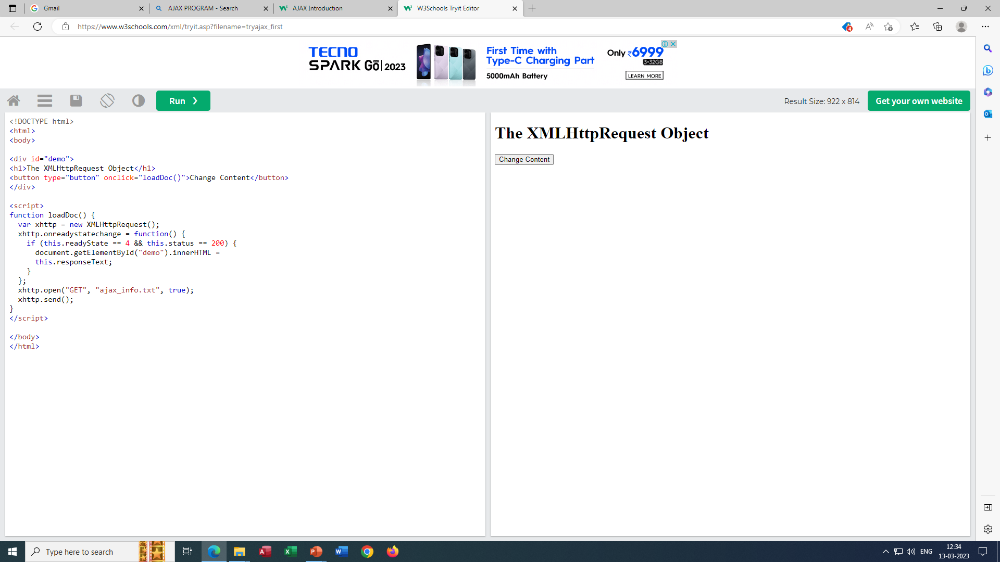 Gmail
AJAX PROGRAM - Search
AJAX Introduction
W3Schools Tryit Editor
https://www.w3schools.com/xml/tryit.asp?filename=tryajax_first
4
TECNO
SPARK GO 2023
First Time with
Type-C Charging Part
5000mAh Battery
Only ₹6999
3+32GB
LEARN MORE
Run ❯
Result Size: 922 x 814
Get your own website
<!DOCTYPE html>
<html>
<body>
<div id="demo">
<h1>The XMLHttpRequest Object</h1>
<button type="button" onclick="loadDoc()">Change Content</button>
</div>
<script>
function loadDoc() {
var xhttp = new XMLHttpRequest();
xhttp.onreadystatechange = function() {
if (this.readyState == 4 && this.status == 200) {
document.getElementById("demo").innerHTML =
this.responseText;
}
};
xhttp.open("GET", "ajax_info.txt", true);
xhttp.send();
}
</script>
</body>
</html>
The XMLHttpRequest Object
Change Content
Type here to search
ENG
12:34
13-03-2023